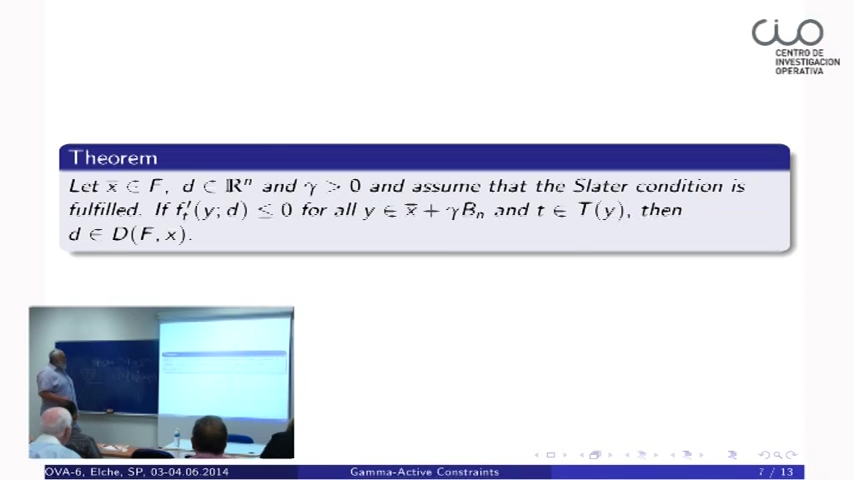 CIO
CENTRO DE
INVESTIGACION
OPERATIVA
Theorem
Let x̅ ∈ F, d ∈ ℝⁿ and γ > 0 and assume that the Slater condition is
fulfilled. If f′ₜ(y; d) ≤ 0 for all y ∈ x̅ + γBₙ and t ∈ T(y), then
d ∈ D(F, x).
OVA-6, Elche, SP, 03-04.06.2014
Gamma-Active Constraints
7 / 13